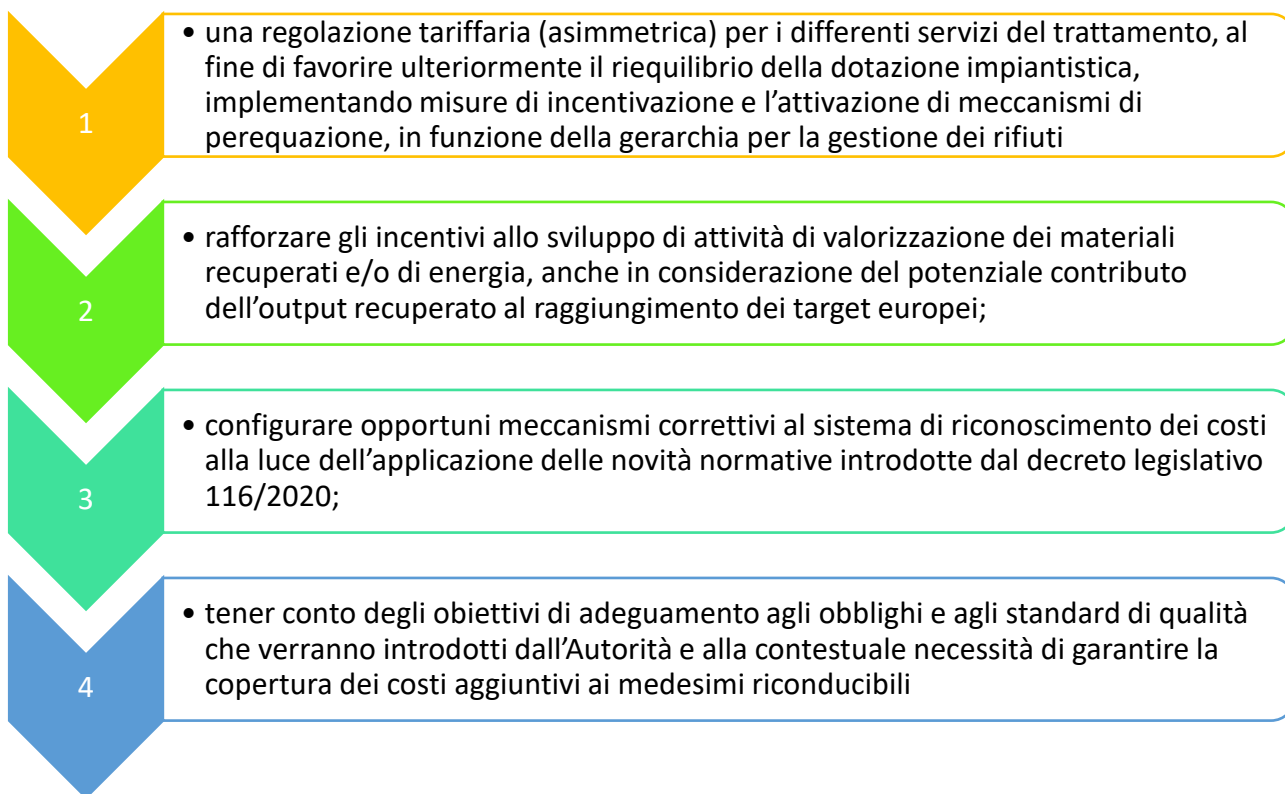 1
• una regolazione tariffaria (asimmetrica) per i differenti servizi del trattamento, al
fine di favorire ulteriormente il riequilibrio della dotazione impiantistica,
implementando misure di incentivazione e l’attivazione di meccanismi di
perequazione, in funzione della gerarchia per la gestione dei rifiuti
2
• rafforzare gli incentivi allo sviluppo di attività di valorizzazione dei materiali
recuperati e/o di energia, anche in considerazione del potenziale contributo
dell’output recuperato al raggiungimento dei target europei;
3
• configurare opportuni meccanismi correttivi al sistema di riconoscimento dei costi
alla luce dell’applicazione delle novità normative introdotte dal decreto legislativo
116/2020;
4
• tener conto degli obiettivi di adeguamento agli obblighi e agli standard di qualità
che verranno introdotti dall’Autorità e alla contestuale necessità di garantire la
copertura dei costi aggiuntivi ai medesimi riconducibili